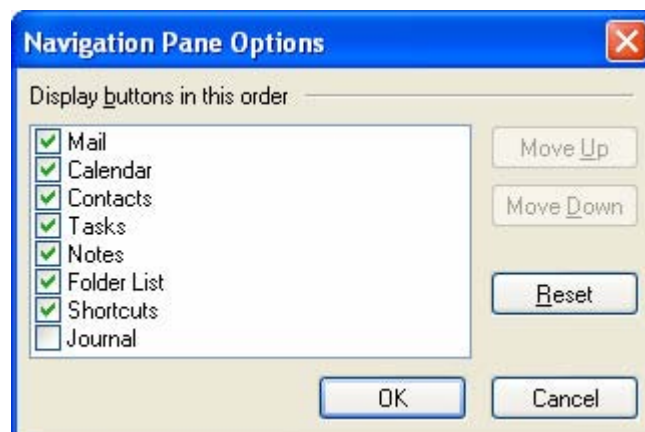 Navigation Pane Options
Display buttons in this order
Mail
Calendar
Contacts
Tasks
Notes
Folder List
Shortcuts
Journal
Move Up
Move Down
Reset
OK
Cancel